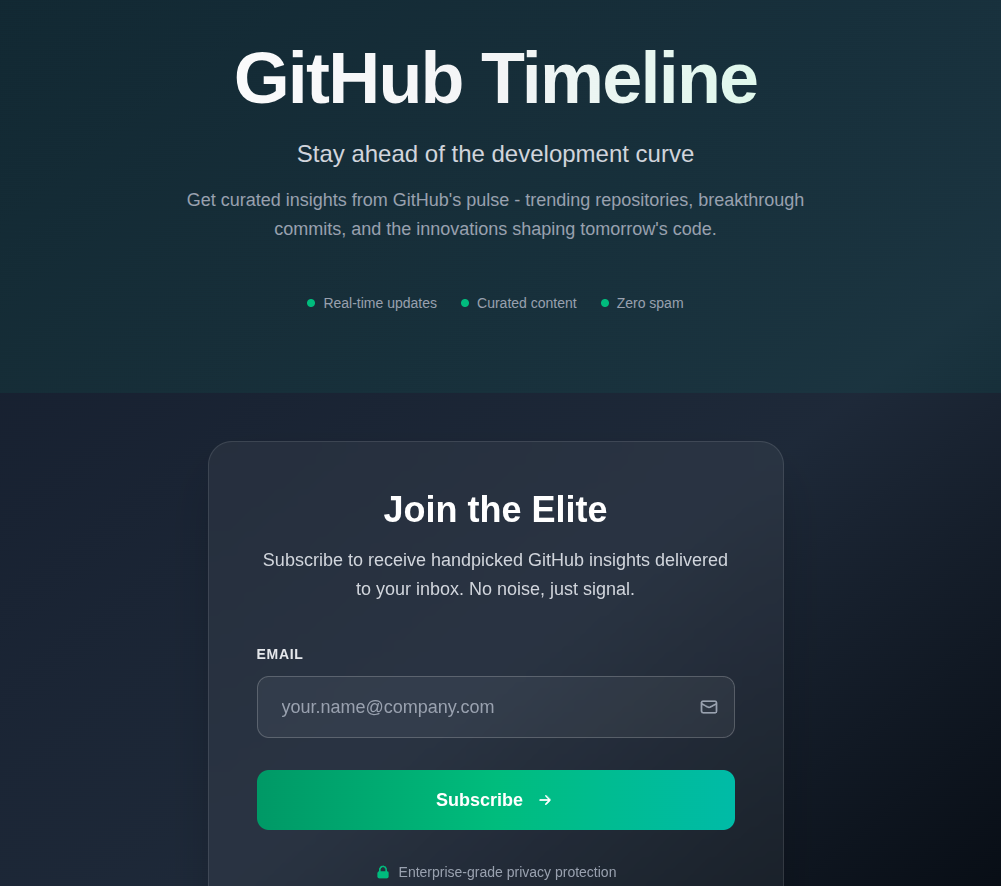 GitHub Timeline
Stay ahead of the development curve
Get curated insights from GitHub's pulse - trending repositories, breakthrough
commits, and the innovations shaping tomorrow's code.
Real-time updates
Curated content
Zero spam
Join the Elite
Subscribe to receive handpicked GitHub insights delivered
to your inbox. No noise, just signal.
EMAIL
your.name@company.com
Subscribe →
Enterprise-grade privacy protection